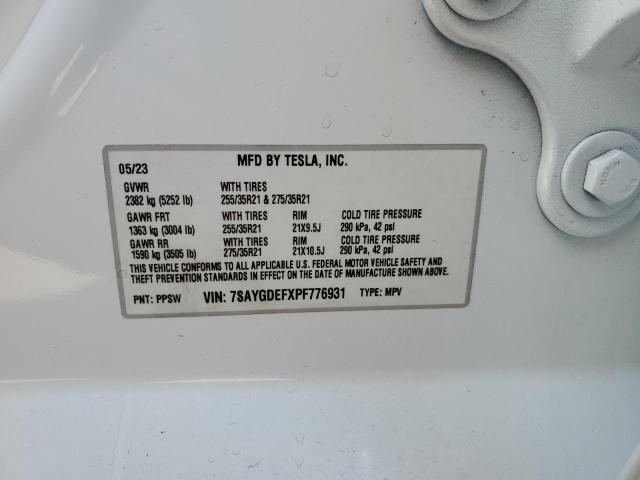 05/23 MFD BY TESLA, INC.
GVWR WITH TIRES
2382 kg (5252 lb) 255/35R21 & 275/35R21
GAWR FRT WITH TIRES RIM COLD TIRE PRESSURE
1363 kg (3004 lb) 255/35R21 21X9.5J 290 kPa, 42 psi
GAWR RR WITH TIRES RIM COLD TIRE PRESSURE
1590 kg (3505 lb) 275/35R21 21X10.5J 290 kPa, 42 psi
THIS VEHICLE CONFORMS TO ALL APPLICABLE U.S. FEDERAL MOTOR VEHICLE SAFETY AND
THEFT PREVENTION STANDARDS IN EFFECT ON THE DATE OF MANUFACTURE SHOWN ABOVE.
PNT: PPSW VIN: 7SAYGDEFXPF776931 TYPE: MPV